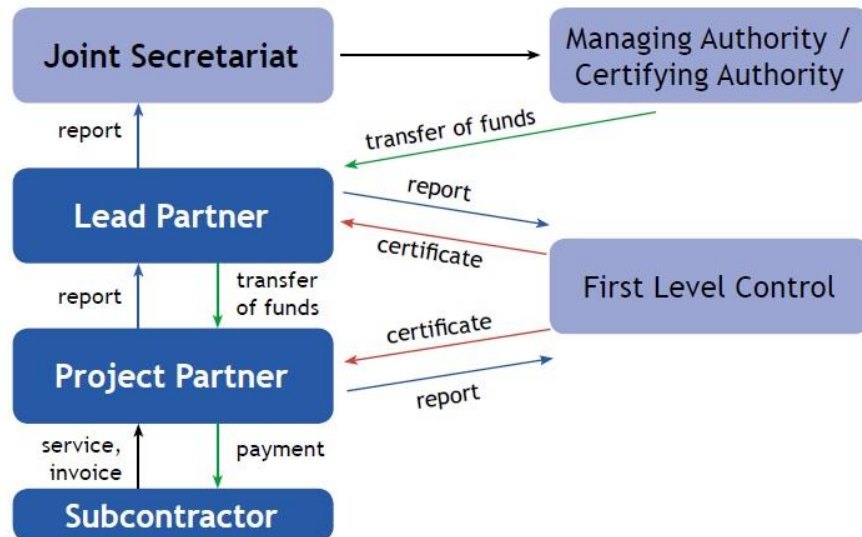 Joint Secretariat
Managing Authority /
Certifying Authority
report
transfer of funds
Lead Partner
report
certificate
First Level Control
report
transfer
of funds
certificate
Project Partner
report
service,
invoice
payment
Subcontractor